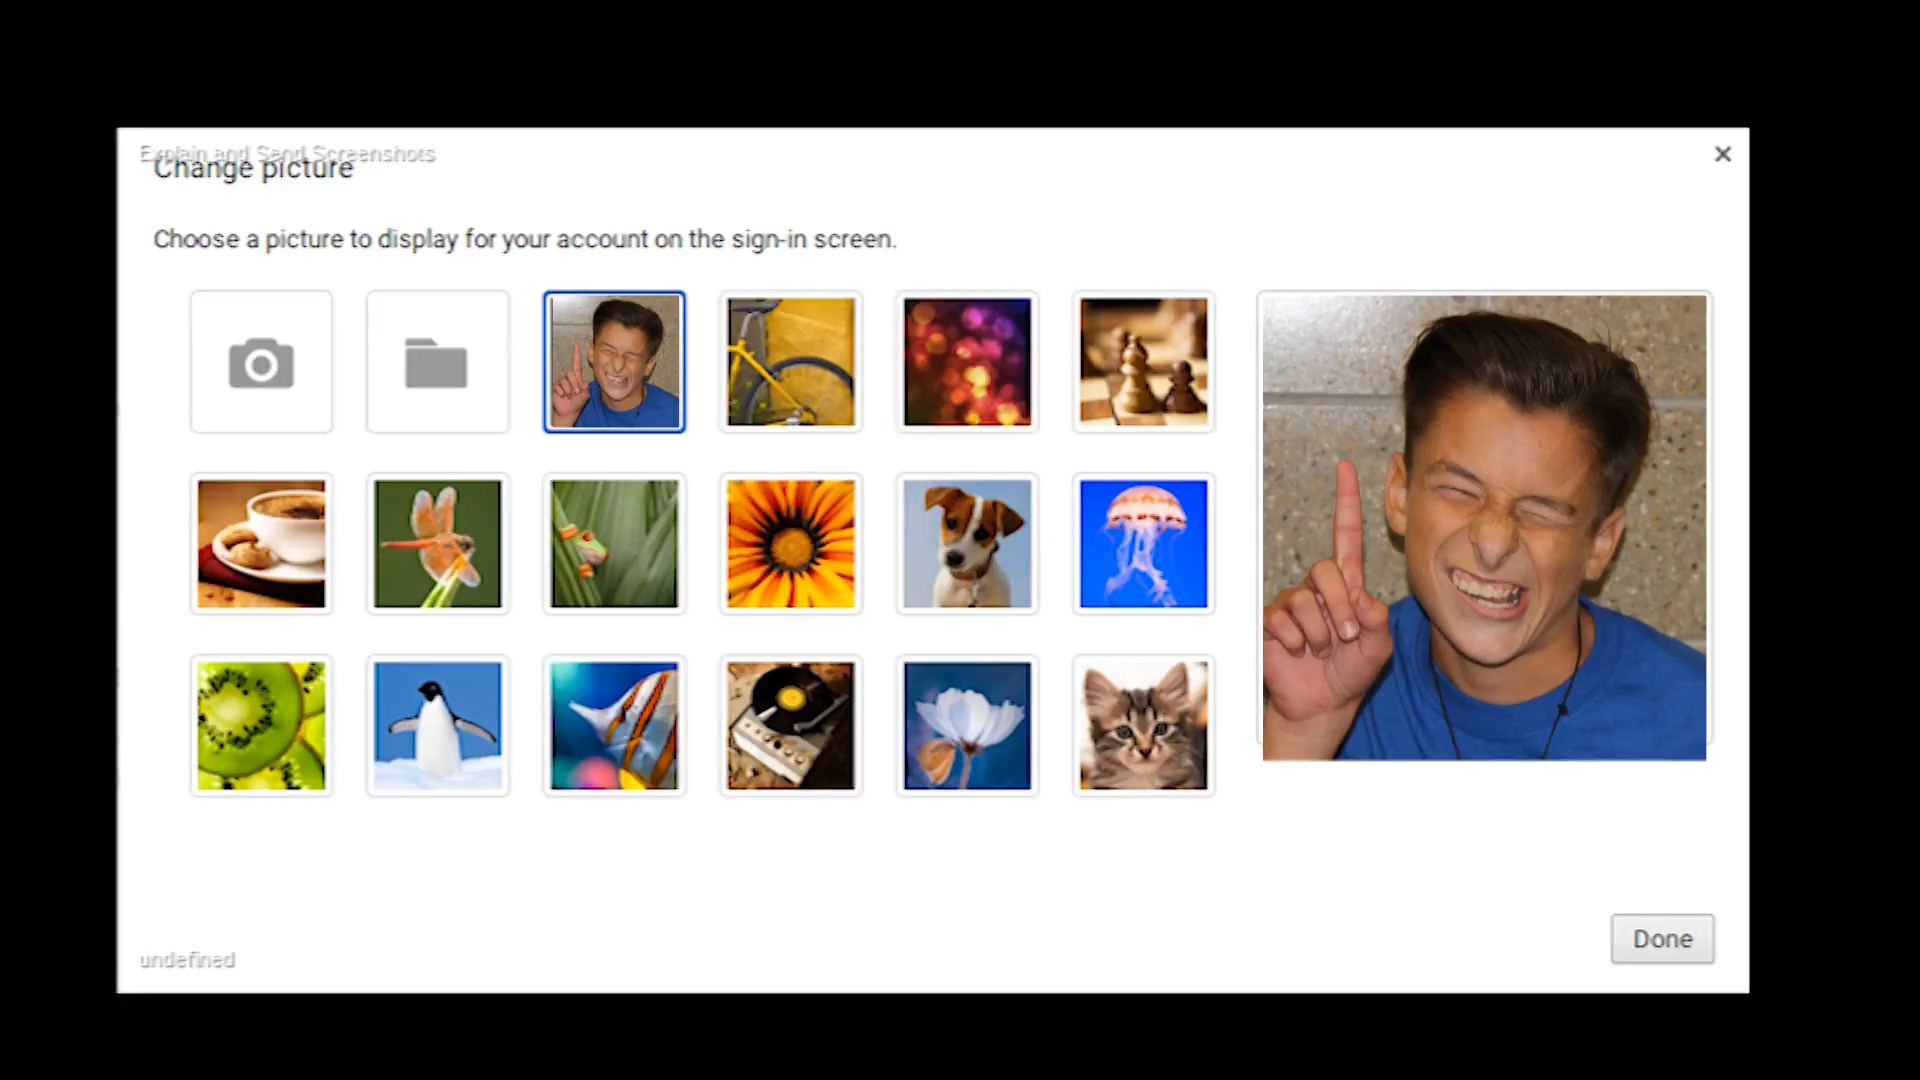 Explain and Send Screenshots
Change picture
Choose a picture to display for your account on the sign-in screen.
Done
undefined